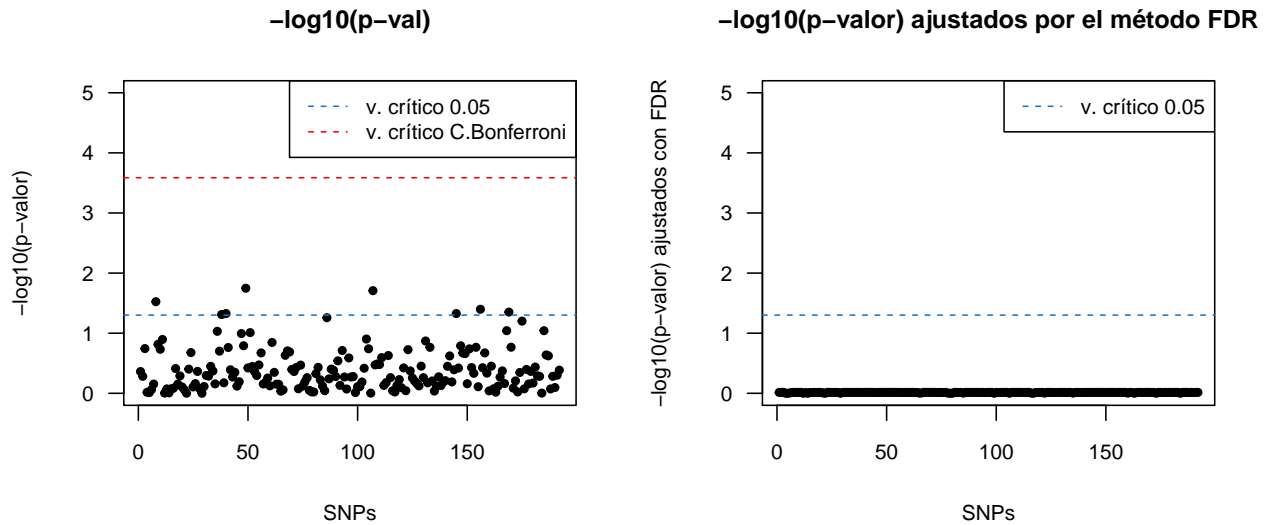 −log10(p−val)
−log10(p−valor)
5
4
3
2
1
0
v. crítico 0.05
v. crítico C.Bonferroni
0
50
100
150
SNPs
−log10(p−valor) ajustados por el método FDR
−log10(p−valor) ajustados con FDR
5
4
3
2
1
0
v. crítico 0.05
0
50
100
150
SNPs